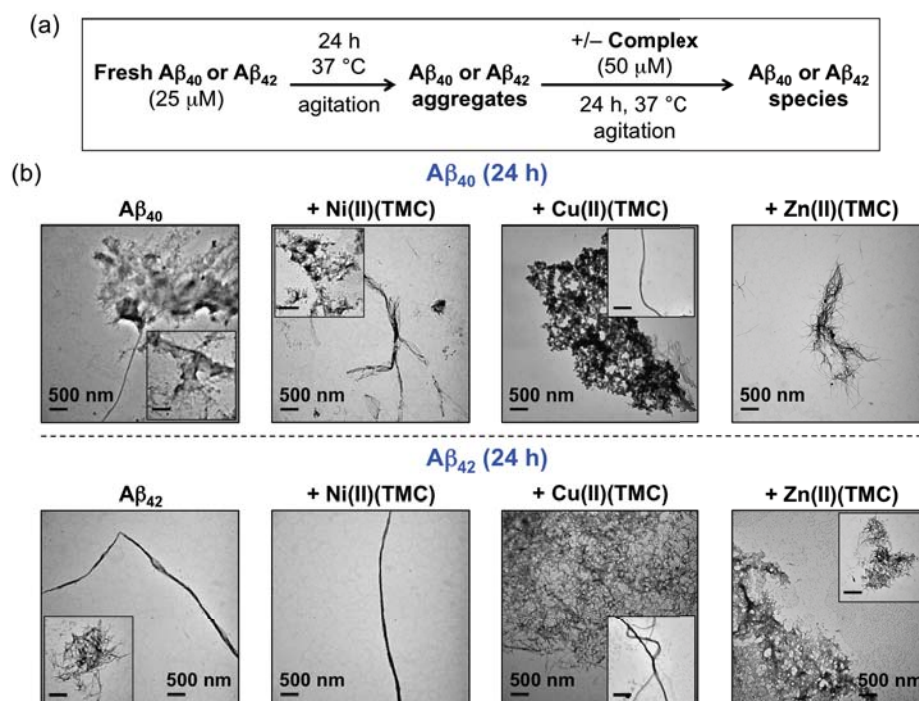 (a)
Fresh Aβ₄₀ or Aβ₄₂
(25 μM)
24 h
37 °C
agitation
Aβ₄₀ or Aβ₄₂
aggregates
+/– Complex
(50 μM)
24 h, 37 °C
agitation
Aβ₄₀ or Aβ₄₂
species
(b)
Aβ₄₀ (24 h)
Aβ₄₀
+ Ni(II)(TMC)
+ Cu(II)(TMC)
+ Zn(II)(TMC)
500 nm
500 nm
500 nm
500 nm
Aβ₄₂ (24 h)
Aβ₄₂
+ Ni(II)(TMC)
+ Cu(II)(TMC)
+ Zn(II)(TMC)
500 nm
500 nm
500 nm
500 nm